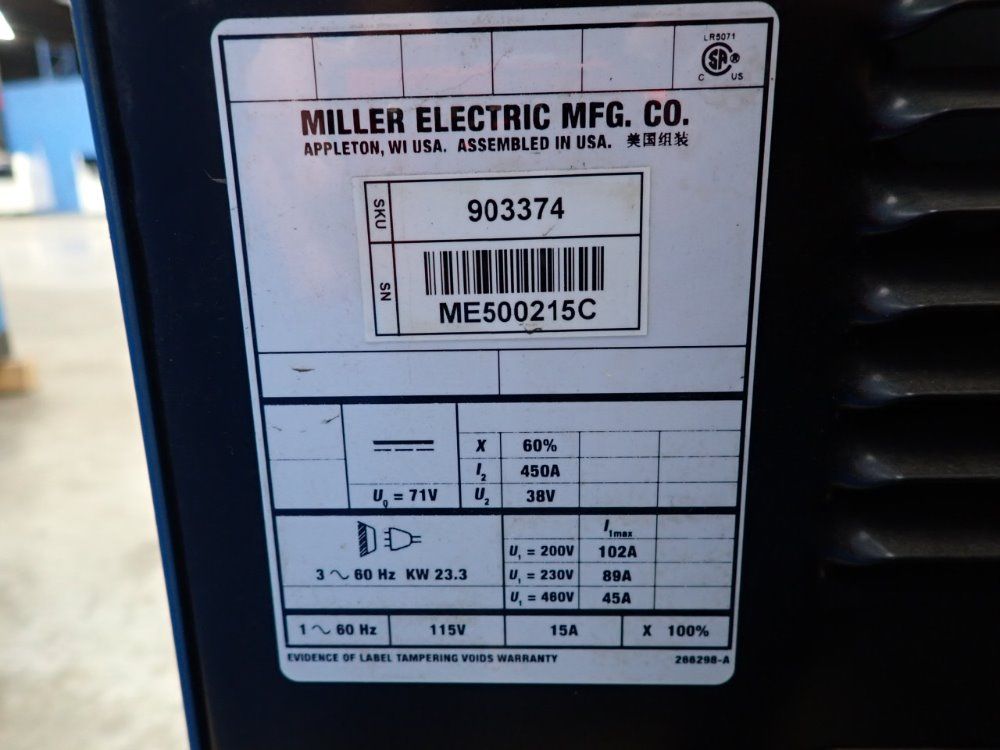 LR5071
SA ®
C US
MILLER ELECTRIC MFG. CO.
APPLETON, WI USA. ASSEMBLED IN USA. 美国组装
SKU 903374
SN ME500215C
X 60%
I2 450A
U0 = 71V U2 38V
I1max
U1 = 200V 102A
3 ~ 60 Hz KW 23.3 U1 = 230V 89A
U1 = 460V 45A
1 ~ 60 Hz 115V 15A X 100%
EVIDENCE OF LABEL TAMPERING VOIDS WARRANTY 266298-A